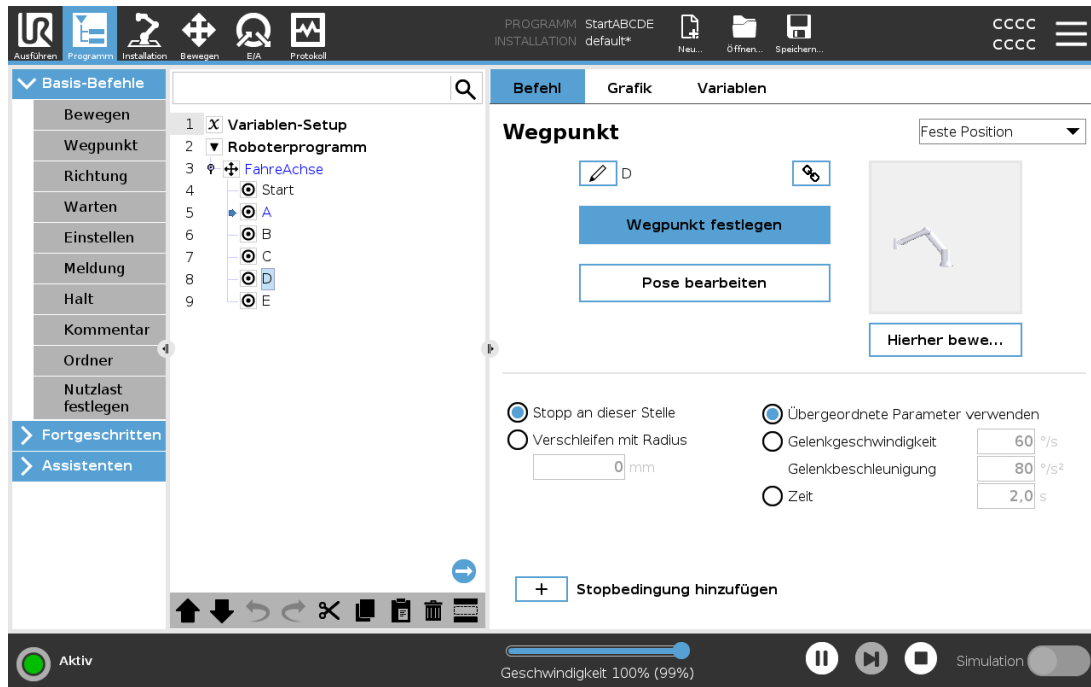 UR
PROGRAMM StartABCDE
INSTALLATION default*
CCCC
CCCC
Ausführen Programm Installation Bewegen E/A Protokoll Neu... Öffnen... Speichern...
Basis-Befehle
Bewegen
Wegpunkt
Richtung
Warten
Einstellen
Meldung
Halt
Kommentar
Ordner
Nutzlast
festlegen
Fortgeschritten
Assistenten
1 X Variablen-Setup
2 Roboterprogramm
3 FahreAchse
4 Start
5 A
6 B
7 C
8 D
9 E
Befehl Grafik Variablen
Wegpunkt
Feste Position
D
Wegpunkt festlegen
Pose bearbeiten
Hierher bewe...
Stopp an dieser Stelle
Verschleifen mit Radius
0 mm
Übergeordnete Parameter verwenden
Gelenkgeschwindigkeit 60 °/s
Gelenkbeschleunigung 80 °/s²
Zeit 2,0 s
+ Stopbedingung hinzufügen
Aktiv
Geschwindigkeit 100% (99%)
Simulation